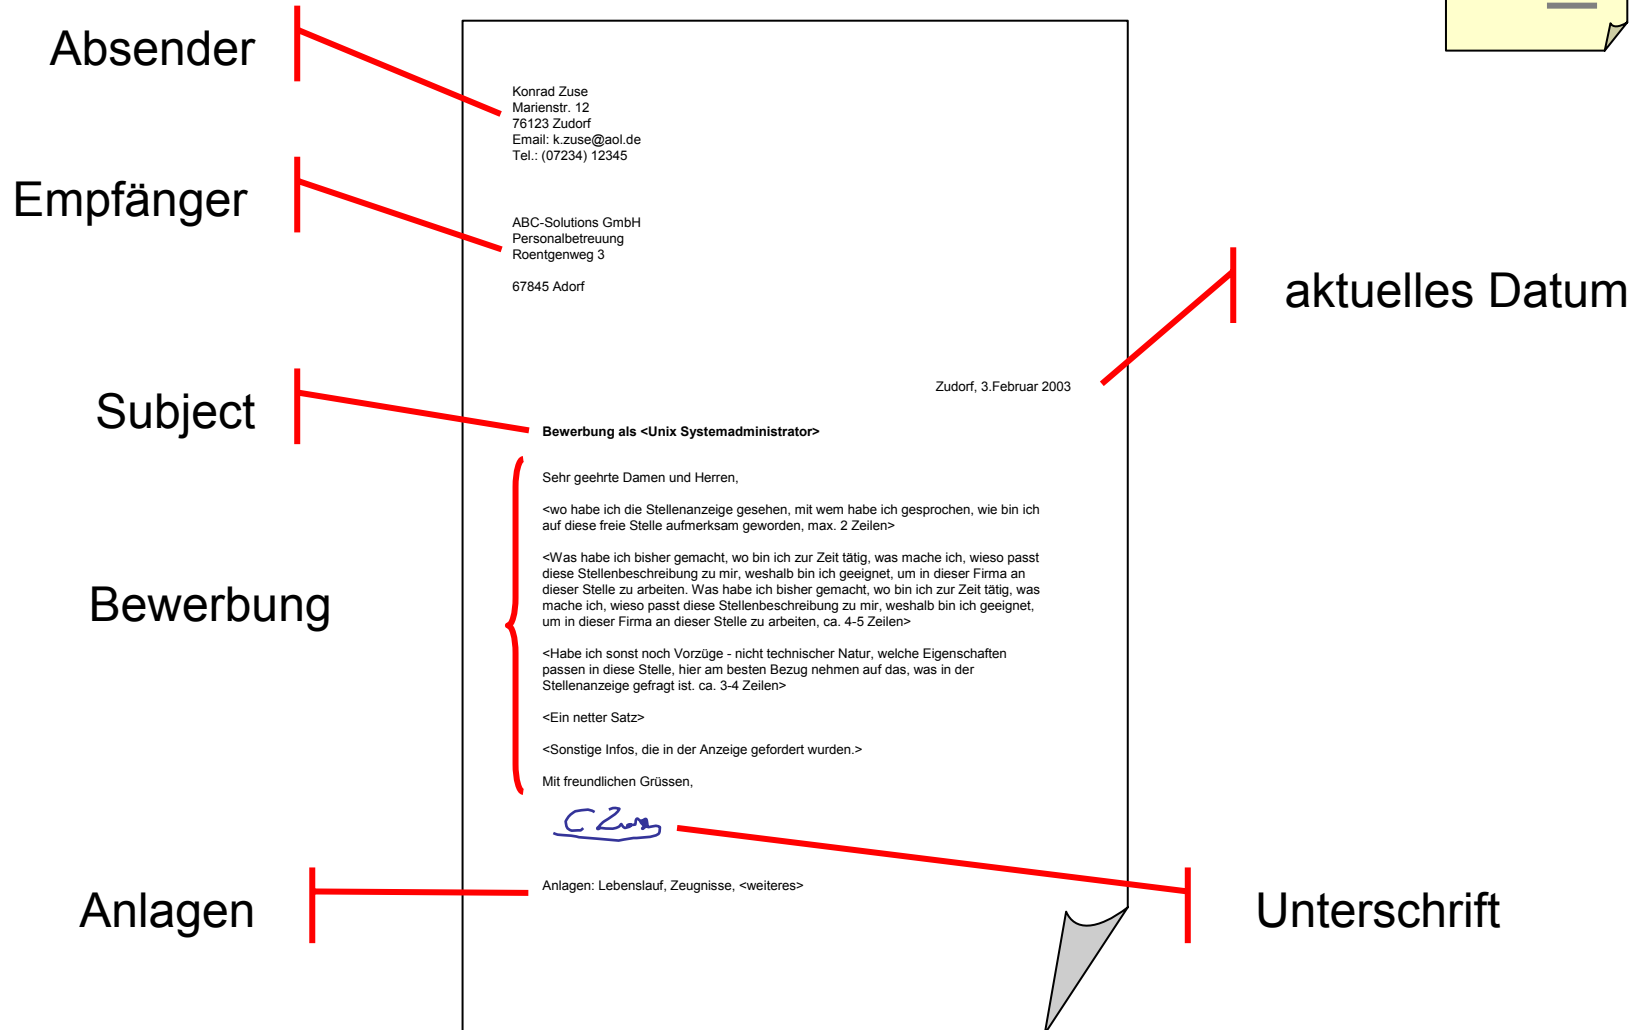 Absender
Konrad Zuse
Marienstr. 12
76123 Zudorf
Email: k.zuse@aol.de
Tel.: (07234) 12345
Empfänger
ABC-Solutions GmbH
Personalbetreuung
Roentgenweg 3
67845 Adorf
aktuelles Datum
Zudorf, 3.Februar 2003
Subject
Bewerbung als <Unix Systemadministrator>
Sehr geehrte Damen und Herren,
<wo habe ich die Stellenanzeige gesehen, mit wem habe ich gesprochen, wie bin ich
auf diese freie Stelle aufmerksam geworden, max. 2 Zeilen>
<Was habe ich bisher gemacht, wo bin ich zur Zeit tätig, was mache ich, wieso passt
diese Stellenbeschreibung zu mir, weshalb bin ich geeignet, um in dieser Firma an
dieser Stelle zu arbeiten. Was habe ich bisher gemacht, wo bin ich zur Zeit tätig, was
mache ich, wieso passt diese Stellenbeschreibung zu mir, weshalb bin ich geeignet,
um in dieser Firma an dieser Stelle zu arbeiten, ca. 4-5 Zeilen>
Bewerbung
<Habe ich sonst noch Vorzüge - nicht technischer Natur, welche Eigenschaften
passen in diese Stelle, hier am besten Bezug nehmen auf das, was in der
Stellenanzeige gefragt ist. ca. 3-4 Zeilen>
<Ein netter Satz>
<Sonstige Infos, die in der Anzeige gefordert wurden.>
Mit freundlichen Grüssen,
Anlagen: Lebenslauf, Zeugnisse, <weiteres>
Anlagen
Unterschrift